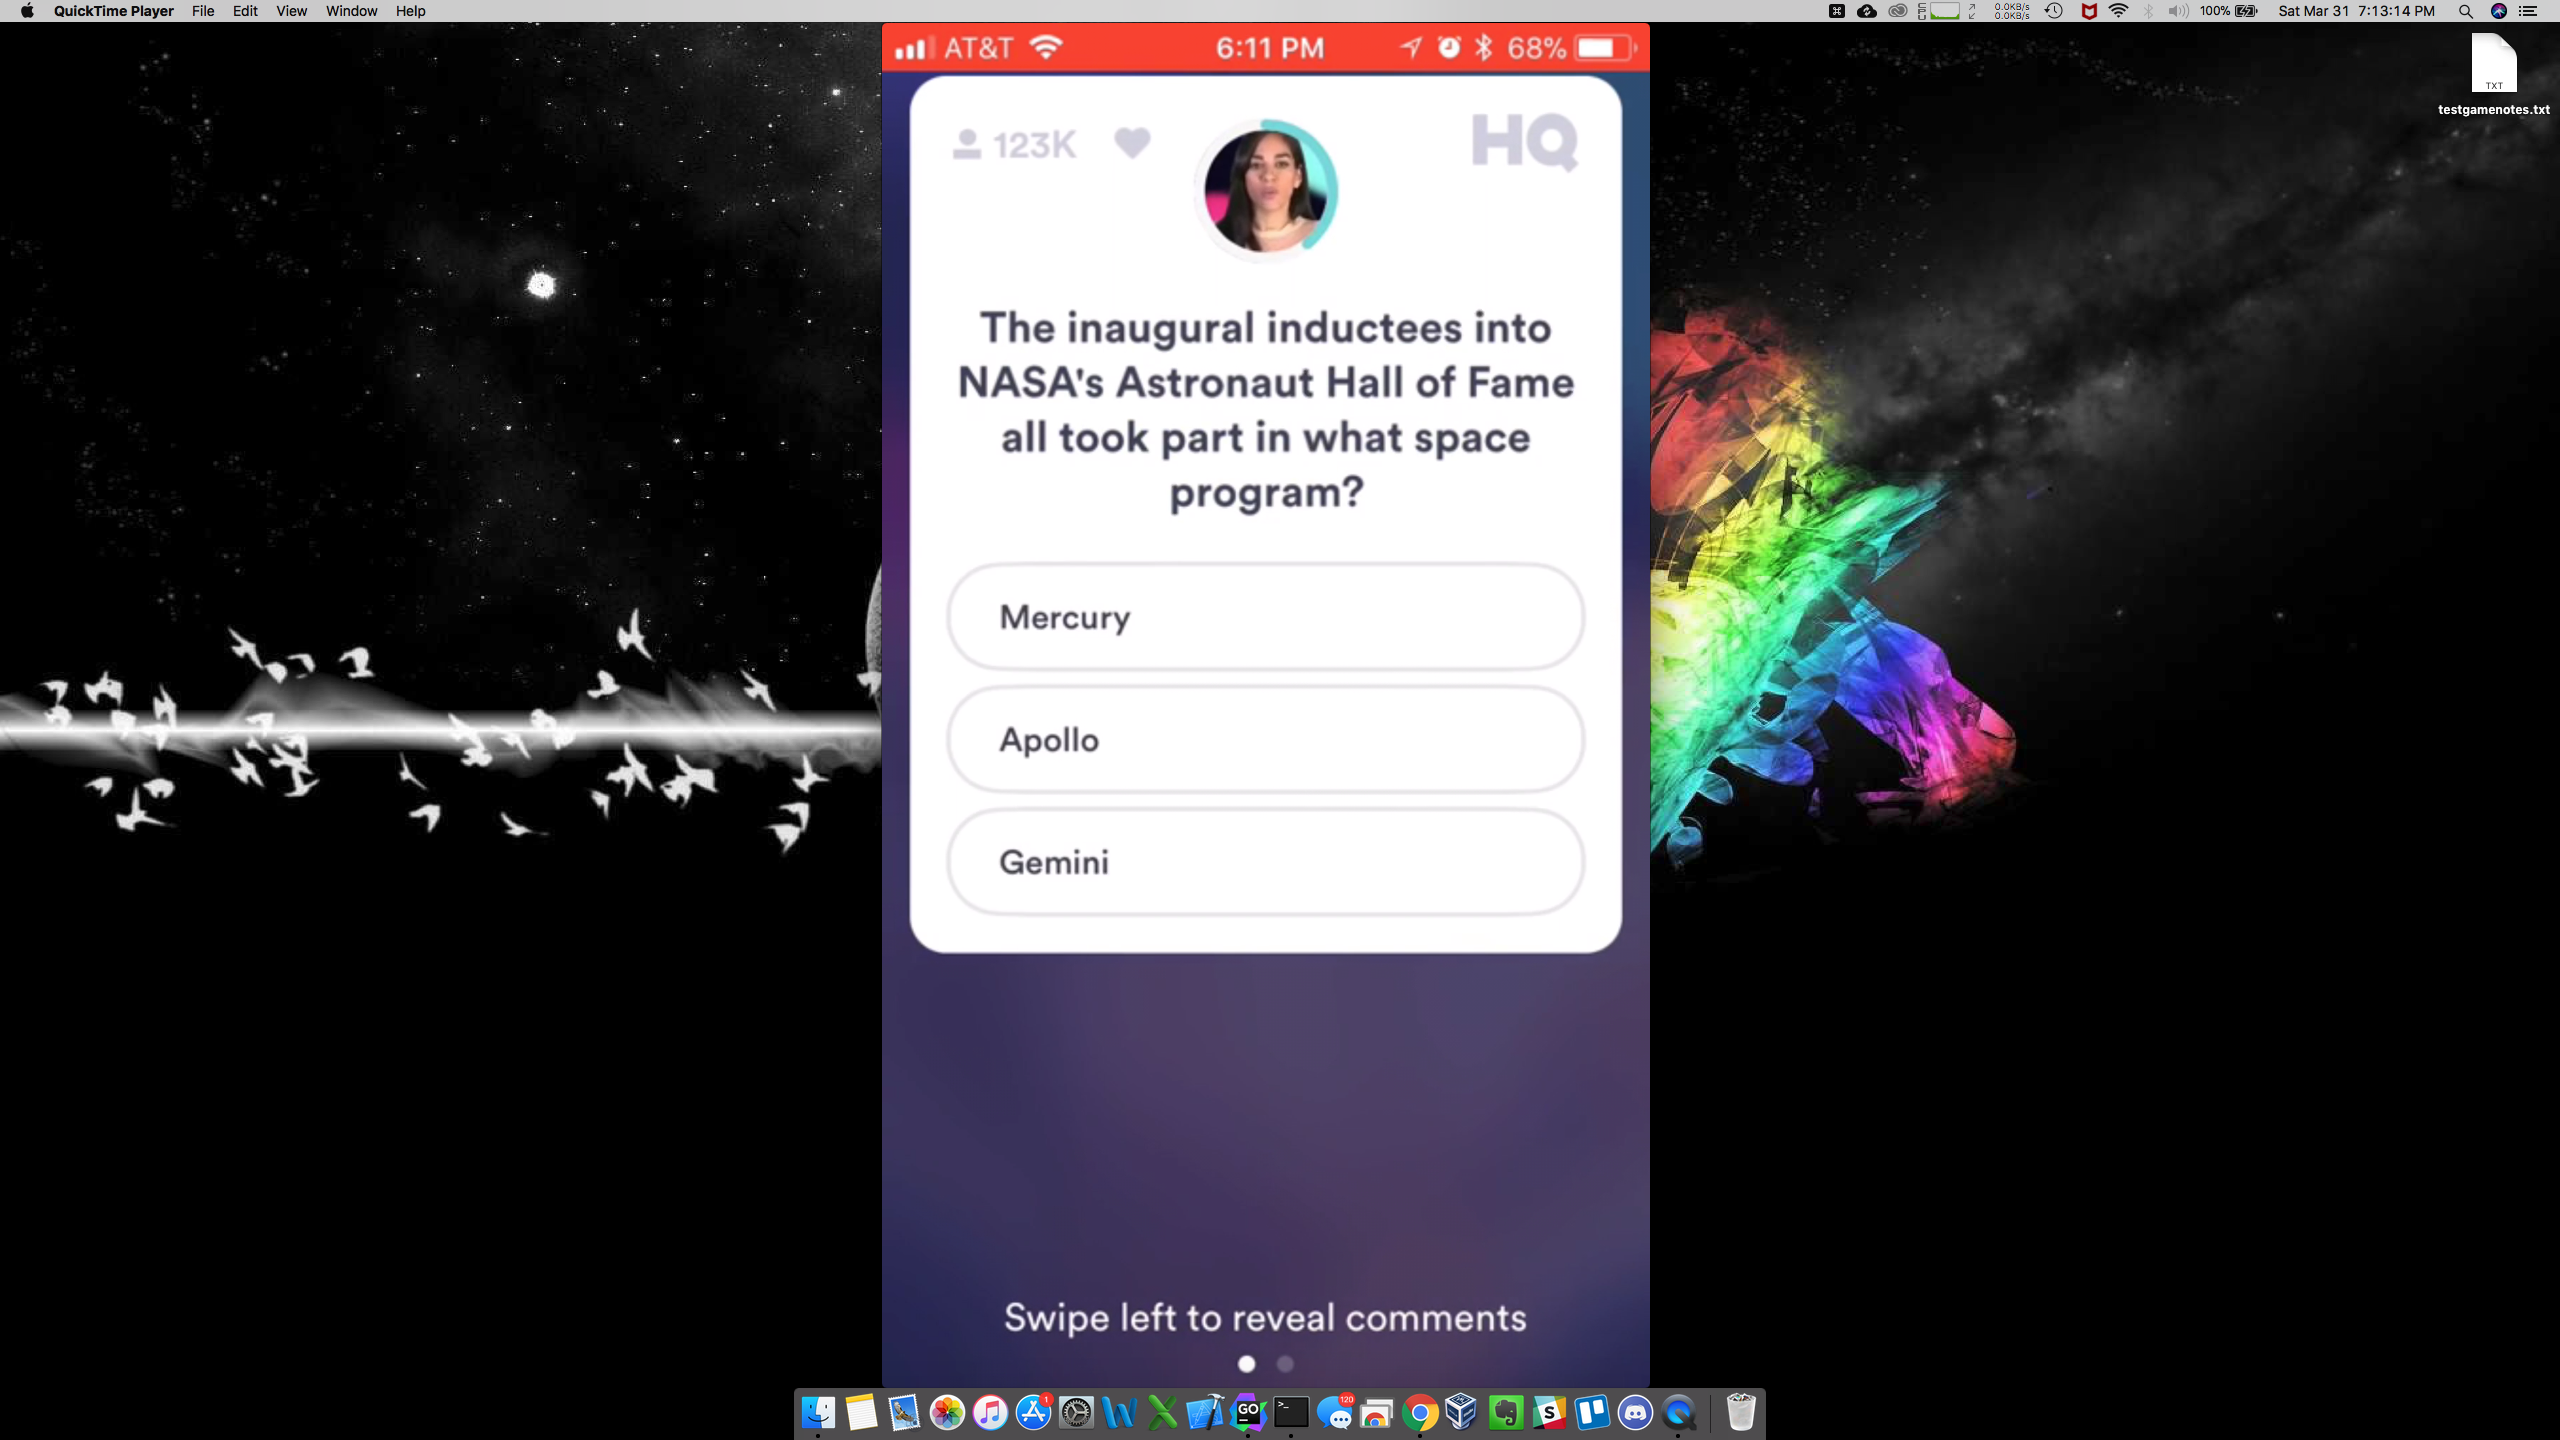 QuickTime Player File Edit View Window Help
0.0KB/s
0.0KB/s
100% Sat Mar 31 7:13:14 PM
TXT
testgamenotes.txt
AT&T 6:11 PM 68%
123K HQ
The inaugural inductees into
NASA's Astronaut Hall of Fame
all took part in what space
program?
Mercury
Apollo
Gemini
Swipe left to reveal comments
1
GO
120
S